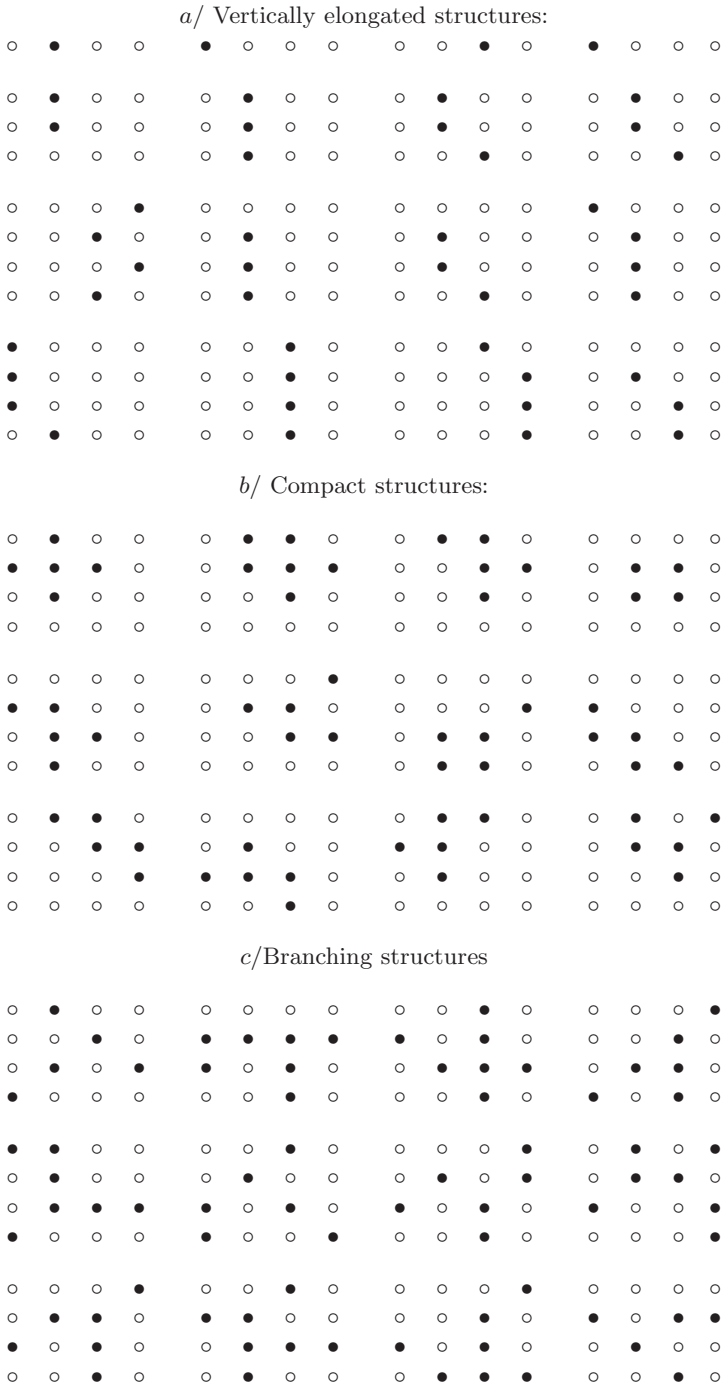 a/ Vertically elongated structures:
b/ Compact structures:
c/Branching structures